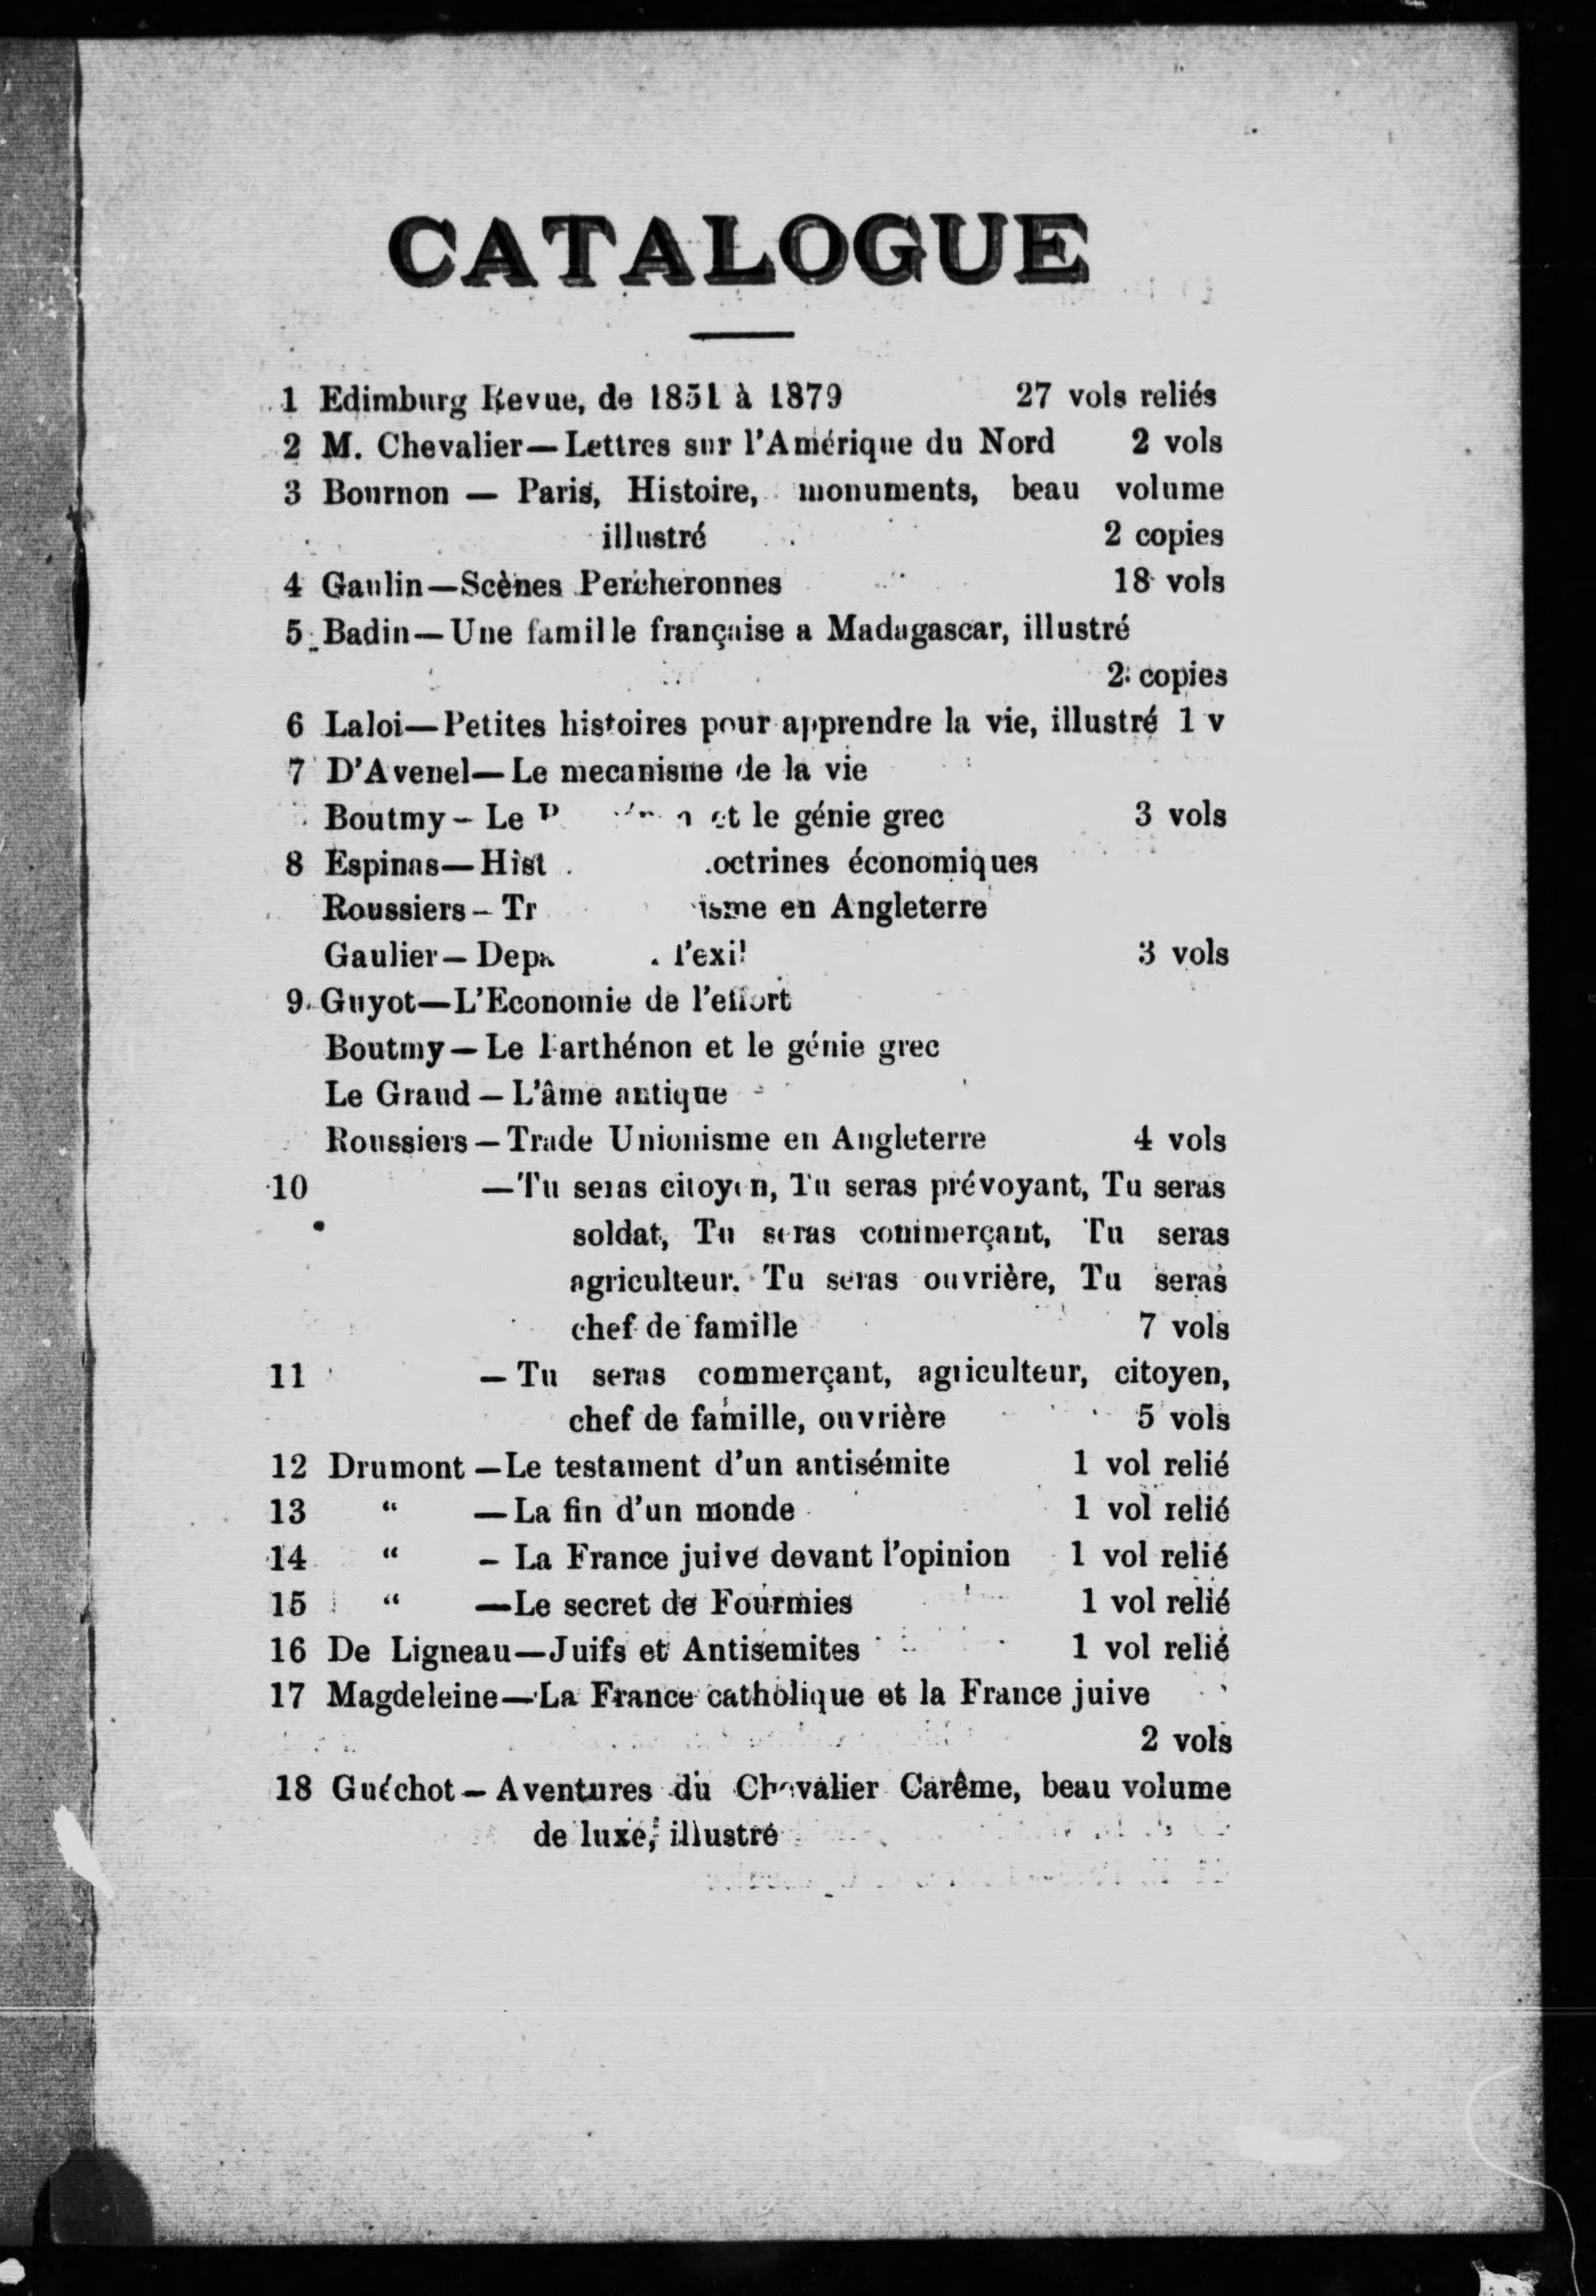 CATALOGUE
1 Edimburg Revue, de 1851 à 1879 27 vols reliés
2 M. Chevalier—Lettres sur l'Amérique du Nord 2 vols
3 Bournon — Paris, Histoire, monuments, beau volume
illustré 2 copies
4 Gaulin—Scènes Percheronnes 18 vols
5 Badin—Une famille française a Madagascar, illustré
2 copies
6 Laloi—Petites histoires pour apprendre la vie, illustré 1 v
7 D'Avenel—Le mecanisme de la vie
Boutmy – Le et le génie grec 3 vols
8 Espinas— économiques
Roussiers – en Angleterre
Gaulier— l'exil 3 vols
9 Guyot—L'Economie de l'effort
Boutmy—Le Parthénon et le génie grec
Le Graud — L'âme antique
Roussiers — Trade Unionisme en Angleterre 4 vols
10 —Tu seras citoyen, Tu seras prévoyant, Tu seras
soldat, Tu seras commerçant, Tu seras
agriculteur. Tu seras ouvrière, Tu seras
chef de famille 7 vols
11 — Tu seras commerçant, agriculteur, citoyen,
chef de famille, ouvrière 5 vols
12 Drumont —Le testament d'un antisémite 1 vol relié
13 “ —La fin d'un monde 1 vol relié
14 “ – La France juive devant l'opinion 1 vol relié
15 “ —Le secret de Fourmies 1 vol relié
16 De Ligneau—Juifs et Antisemites 1 vol relié
17 Magdeleine—La France catholique et la France juive
2 vols
18 Guéchot — Aventures du Chevalier Carême, beau volume
de luxe, illustré